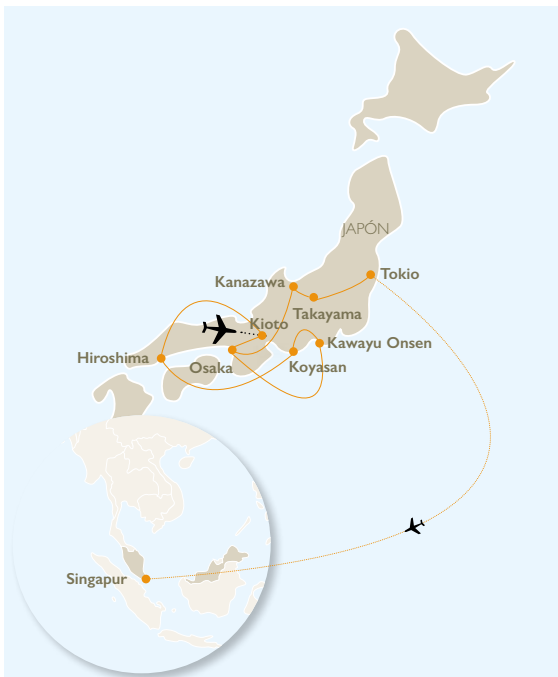 JAPÓN
Tokio
Kanazawa
Takayama
Kioto
Kawayu Onsen
Hiroshima
Osaka
Koyasan
Singapur